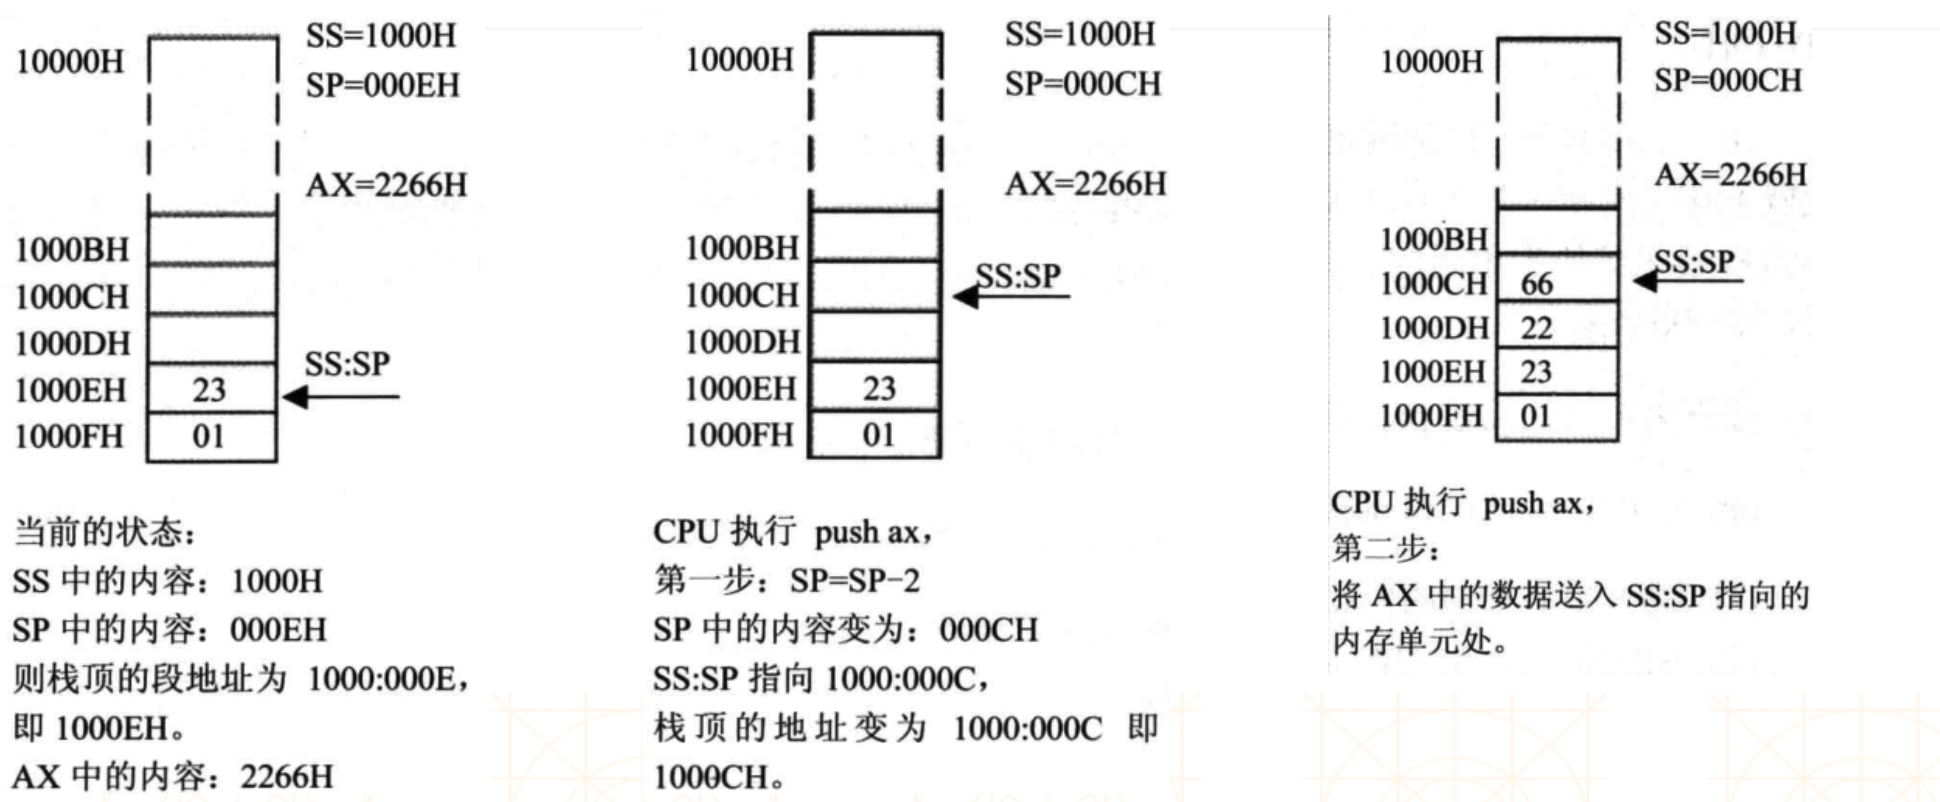 10000H
SS=1000H
SP=000EH
AX=2266H
1000BH
1000CH
1000DH
SS:SP
1000EH 23
1000FH 01
当前的状态:
SS 中的内容: 1000H
SP 中的内容: 000EH
则栈顶的段地址为 1000:000E,
即 1000EH。
AX 中的内容: 2266H
10000H
SS=1000H
SP=000CH
AX=2266H
1000BH
SS:SP
1000CH
1000DH
1000EH 23
1000FH 01
CPU 执行 push ax,
第一步: SP=SP−2
SP 中的内容变为: 000CH
SS:SP 指向 1000:000C,
栈顶的地址变为 1000:000C 即
1000CH。
10000H
SS=1000H
SP=000CH
AX=2266H
1000BH
SS:SP
1000CH 66
1000DH 22
1000EH 23
1000FH 01
CPU 执行 push ax,
第二步:
将 AX 中的数据送入 SS:SP 指向的
内存单元处。